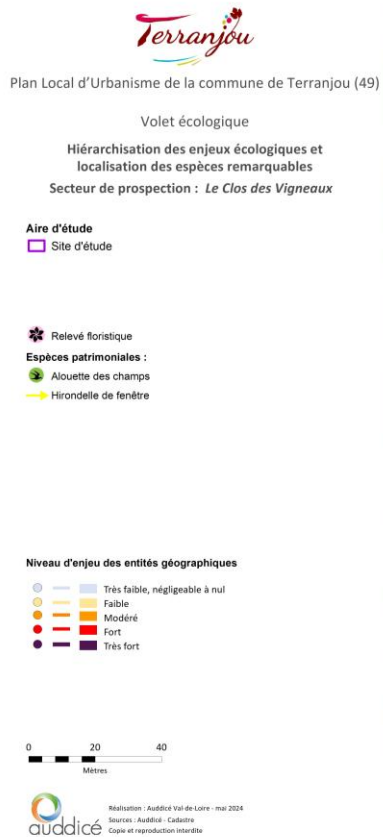 Terranjou
Plan Local d'Urbanisme de la commune de Terranjou (49)
Volet écologique
Hiérarchisation des enjeux écologiques et
localisation des espèces remarquables
Secteur de prospection : Le Clos des Vigneaux
Aire d'étude
Site d'étude
Relevé floristique
Espèces patrimoniales :
Alouette des champs
Hirondelle de fenêtre
Niveau d'enjeu des entités géographiques
Très faible, négligeable à nul
Faible
Modéré
Fort
Très fort
0 20 40
Mètres
auddicé
Réalisation : Auddicé Val-de-Loire - mai 2024
Sources : Auddicé - Cadastre
Copie et reproduction interdite